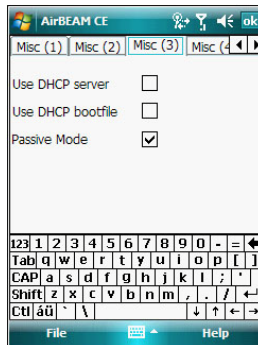 AirBEAM CE ok
Misc (1) Misc (2) Misc (3) Misc (4
Use DHCP server
Use DHCP bootfile
Passive Mode
123 1 2 3 4 5 6 7 8 9 0 - =
Tab q w e r t y u i o p [ ]
CAP a s d f g h j k l ; '
Shift z x c v b n m , . /
Ctl áü ` \ ↓ ↑ ← →
File Help